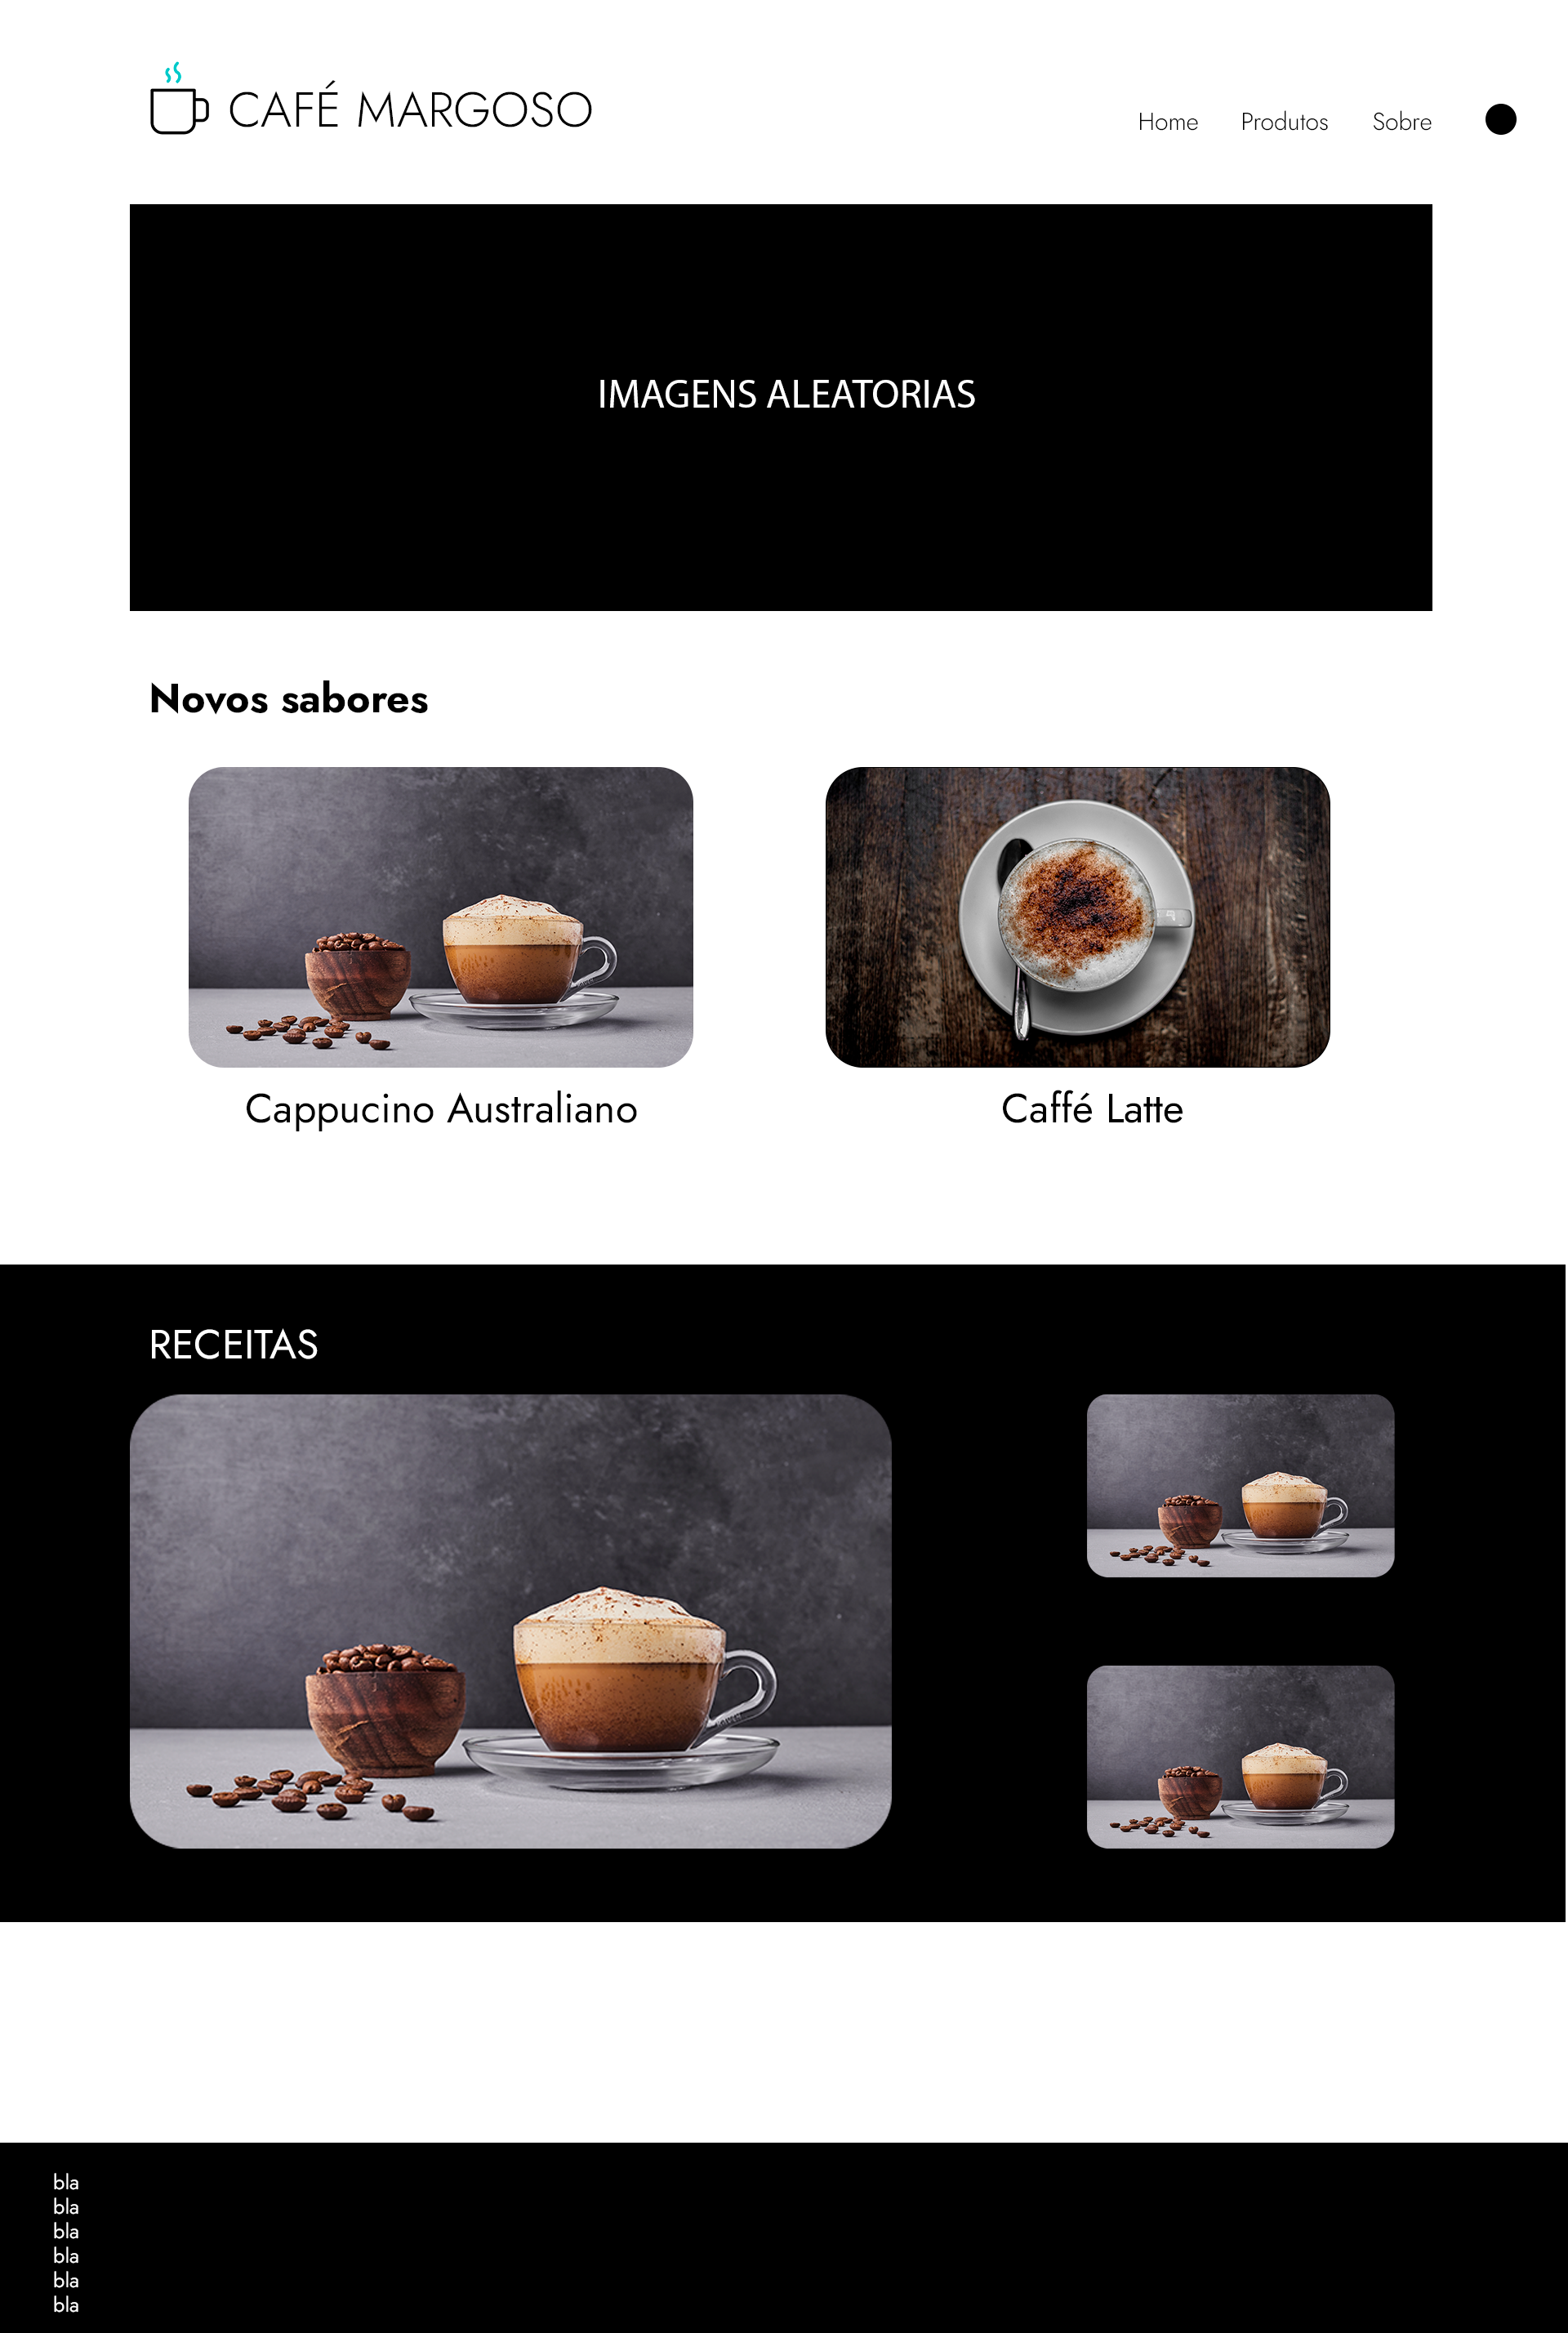 CAFÉ MARGOSO
Home Produtos Sobre
IMAGENS ALEATORIAS
Novos sabores
Cappucino Australiano
Caffé Latte
RECEITAS
bla
bla
bla
bla
bla
bla